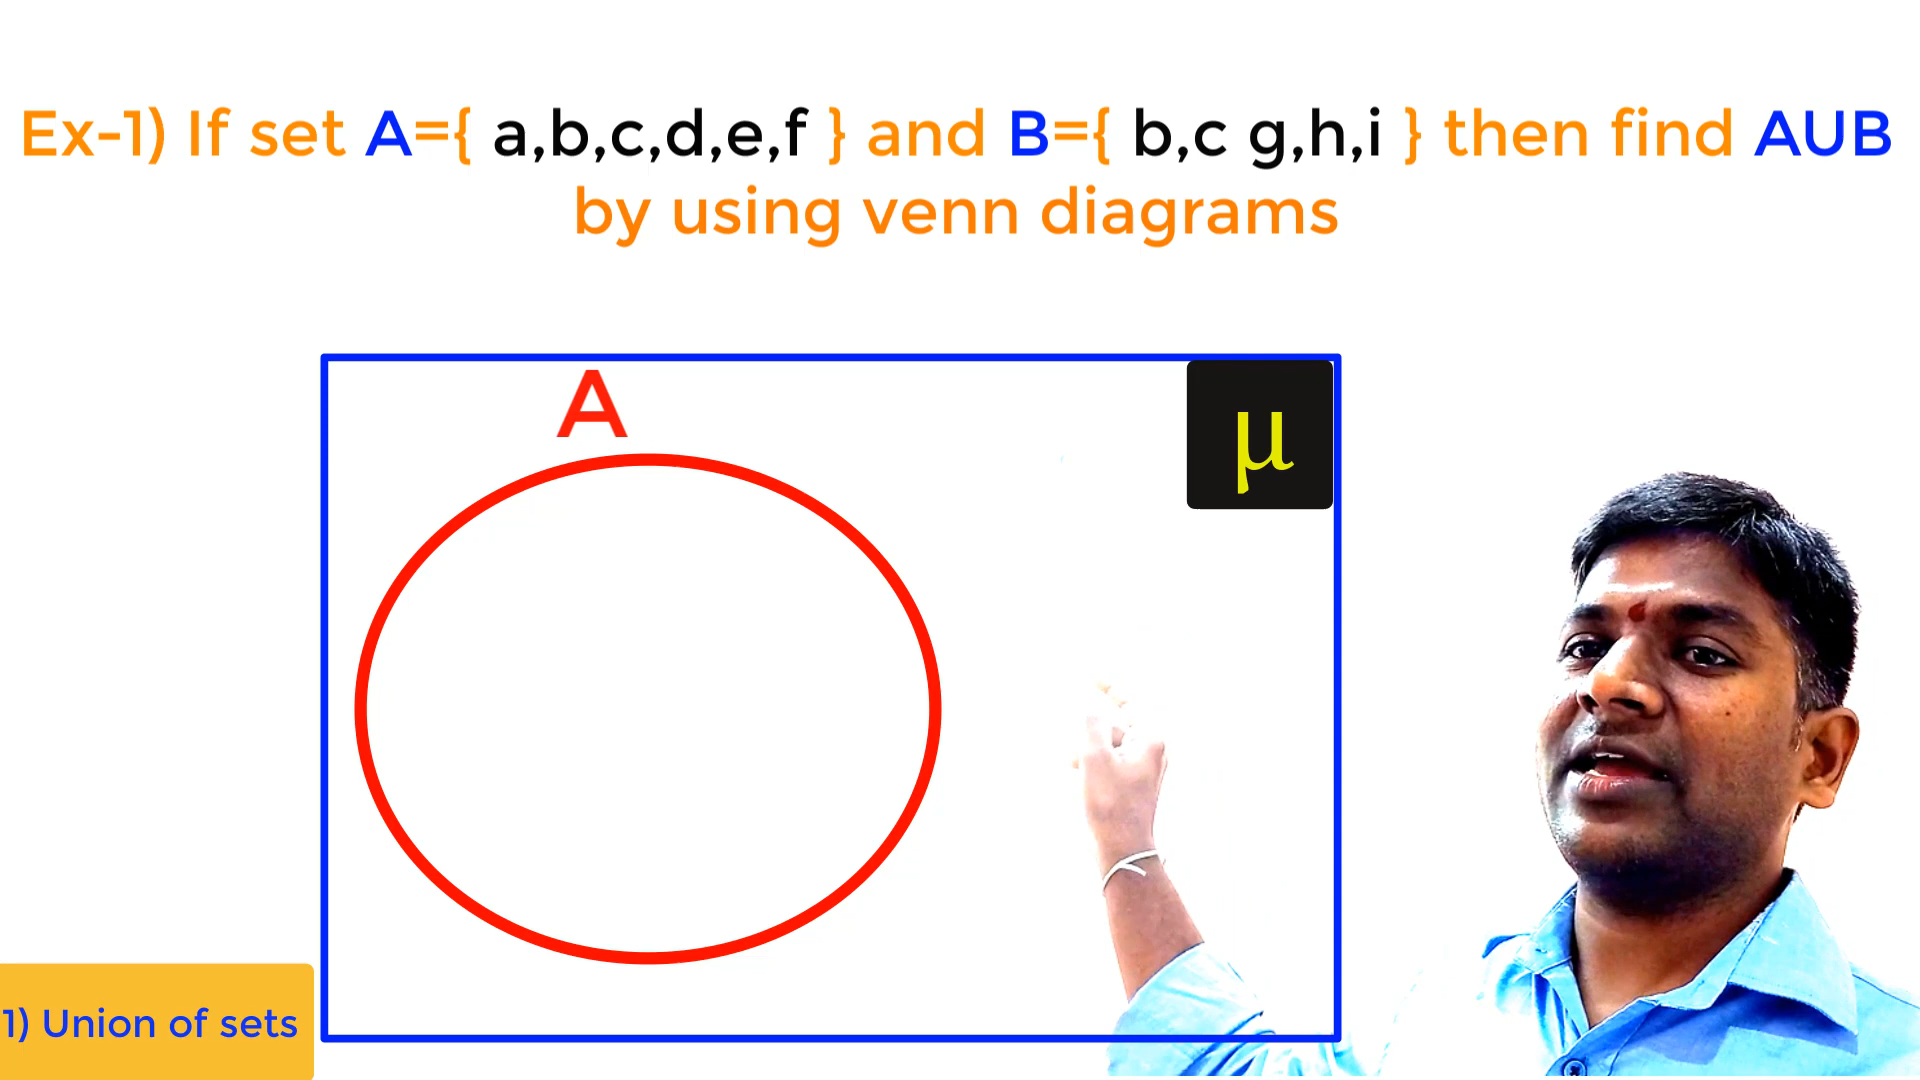 Ex-1) If set A={ a,b,c,d,e,f } and B={ b,c g,h,i } then find AUB
by using venn diagrams
A
μ
1) Union of sets